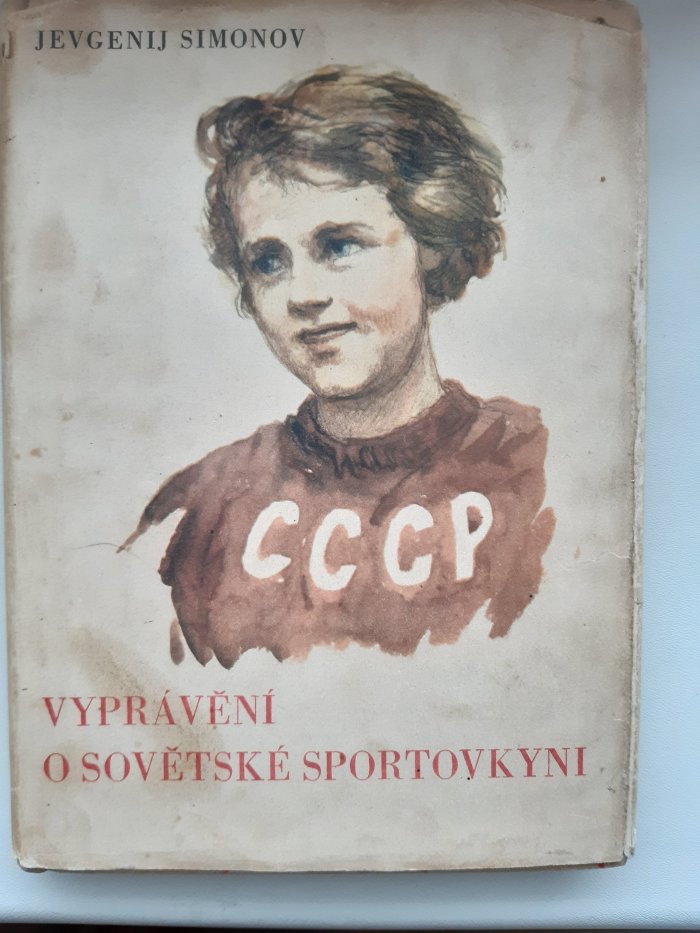 JEVGENIJ SIMONOV
СССР
VYPRÁVĚNÍ
O SOVĚTSKÉ SPORTOVKYNI